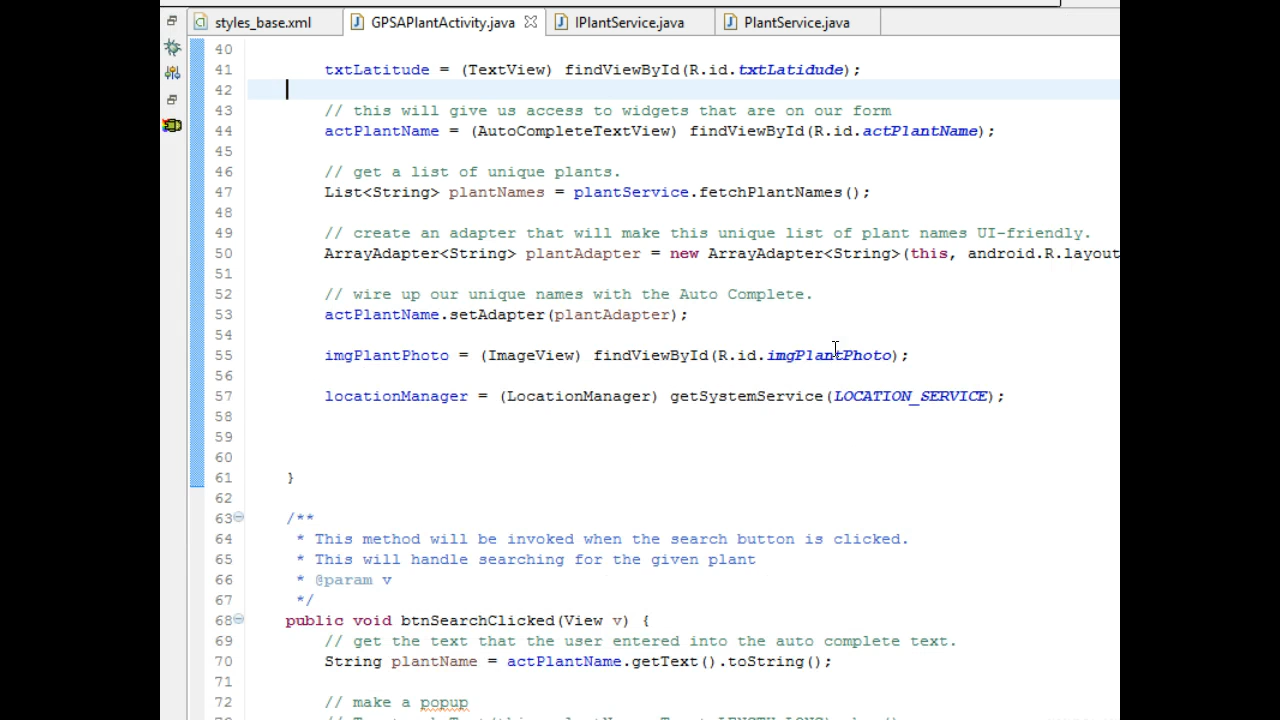 styles_base.xml GPSAPlantActivity.java IPlantService.java PlantService.java
40
41 txtLatitude = (TextView) findViewById(R.id.txtLatidude);
42
43 // this will give us access to widgets that are on our form
44 actPlantName = (AutoCompleteTextView) findViewById(R.id.actPlantName);
45
46 // get a list of unique plants.
47 List<String> plantNames = plantService.fetchPlantNames();
48
49 // create an adapter that will make this unique list of plant names UI-friendly.
50 ArrayAdapter<String> plantAdapter = new ArrayAdapter<String>(this, android.R.layout
51
52 // wire up our unique names with the Auto Complete.
53 actPlantName.setAdapter(plantAdapter);
54
55 imgPlantPhoto = (ImageView) findViewById(R.id.imgPlantPhoto);
56
57 locationManager = (LocationManager) getSystemService(LOCATION_SERVICE);
58
59
60
61 }
62
63 /**
64 * This method will be invoked when the search button is clicked.
65 * This will handle searching for the given plant
66 * @param v
67 */
68 public void btnSearchClicked(View v) {
69 // get the text that the user entered into the auto complete text.
70 String plantName = actPlantName.getText().toString();
71
72 // make a popup